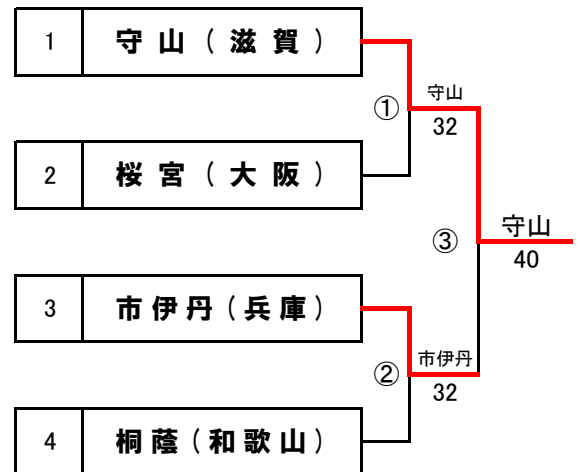 1 守山(滋賀)
守山
①
32
2 桜宮(大阪)
守山
③
40
3 市伊丹(兵庫)
市伊丹
②
32
4 桐蔭(和歌山)